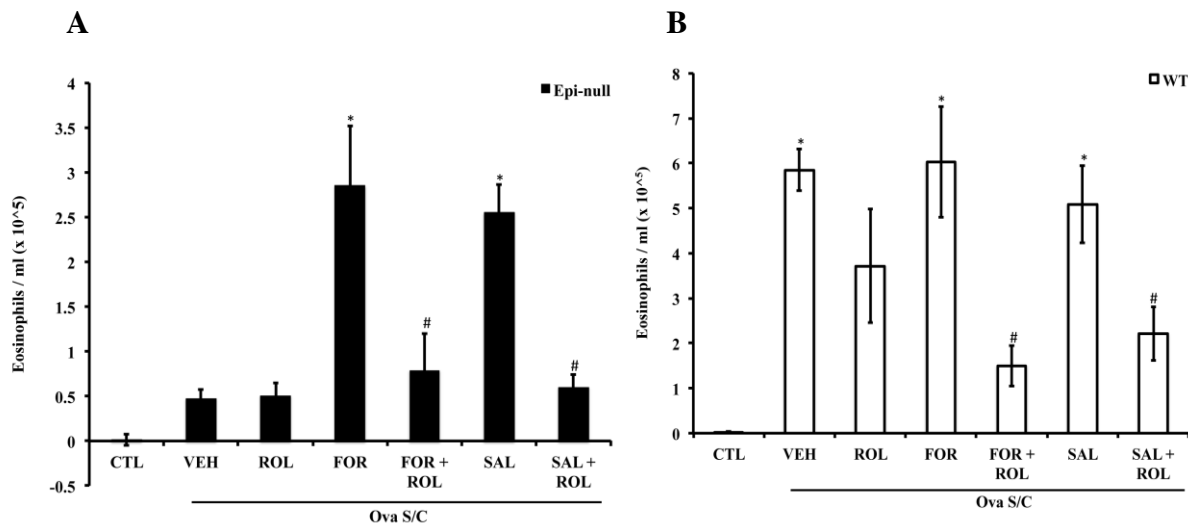 A
Eosinophils / ml (x 10^5)
4
3.5
3
2.5
2
1.5
1
0.5
0
-0.5
Epi-null
*
*
#
#
CTL VEH ROL FOR FOR + ROL SAL SAL + ROL
Ova S/C
B
Eosinophils / ml (x 10^5)
8
7
6
5
4
3
2
1
0
WT
*
*
*
#
#
CTL VEH ROL FOR FOR + ROL SAL SAL + ROL
Ova S/C